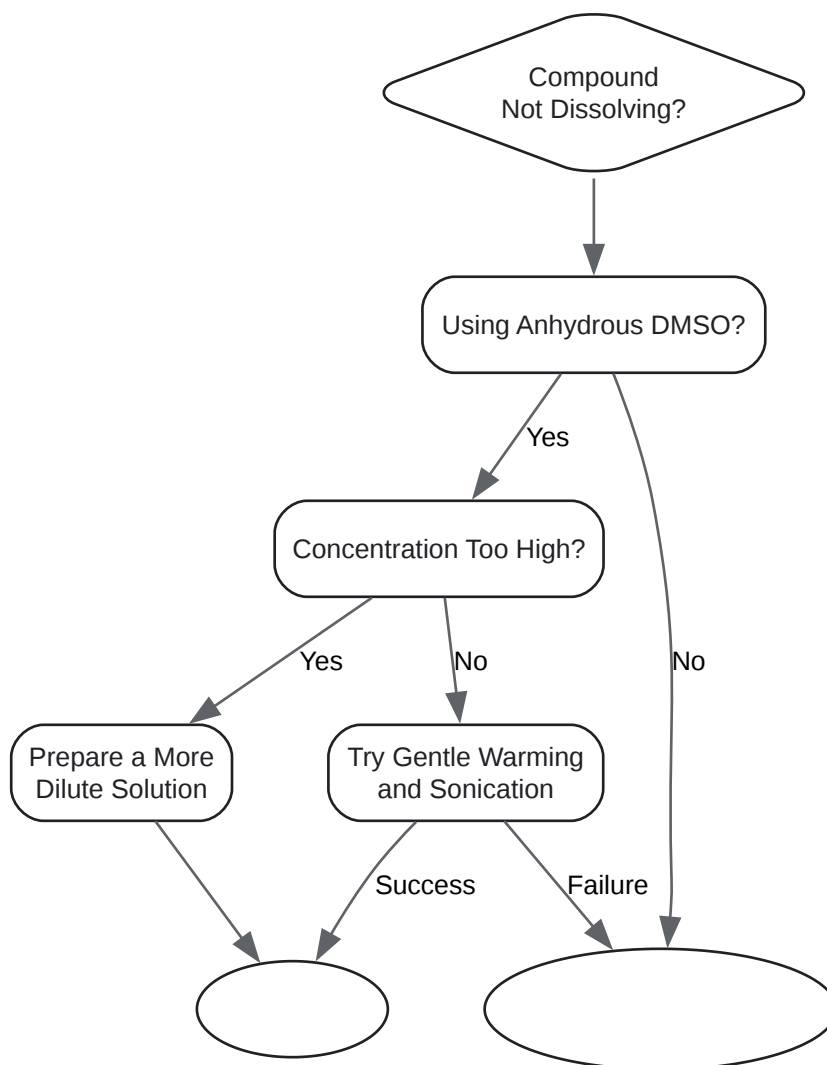 Compound
Not Dissolving?
Using Anhydrous DMSO?
Yes
Concentration Too High?
Yes
No
No
Prepare a More
Dilute Solution
Try Gentle Warming
and Sonication
Success
Failure